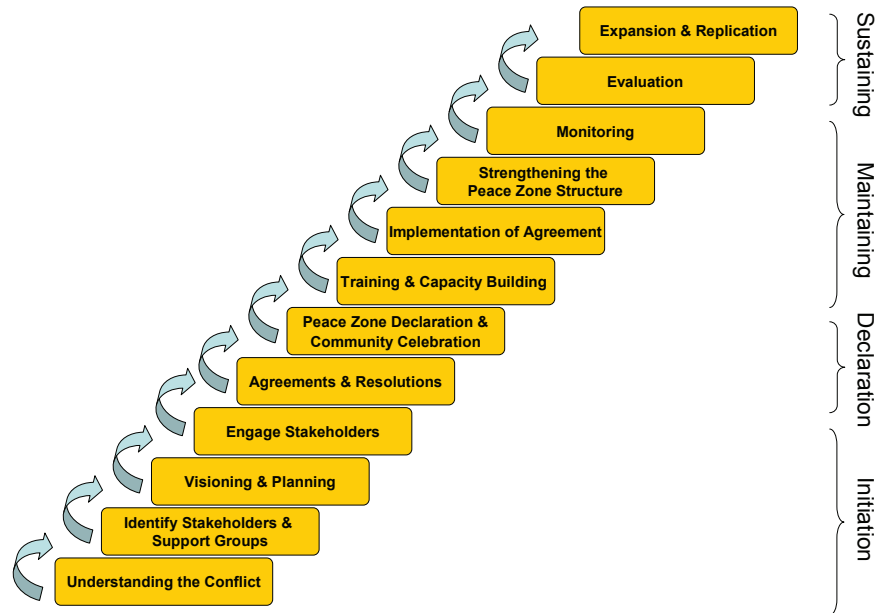 Expansion & Replication
Evaluation
Monitoring
Strengthening the
Peace Zone Structure
Implementation of Agreement
Training & Capacity Building
Peace Zone Declaration &
Community Celebration
Agreements & Resolutions
Engage Stakeholders
Visioning & Planning
Identify Stakeholders &
Support Groups
Understanding the Conflict
Sustaining
Maintaining
Declaration
Initiation